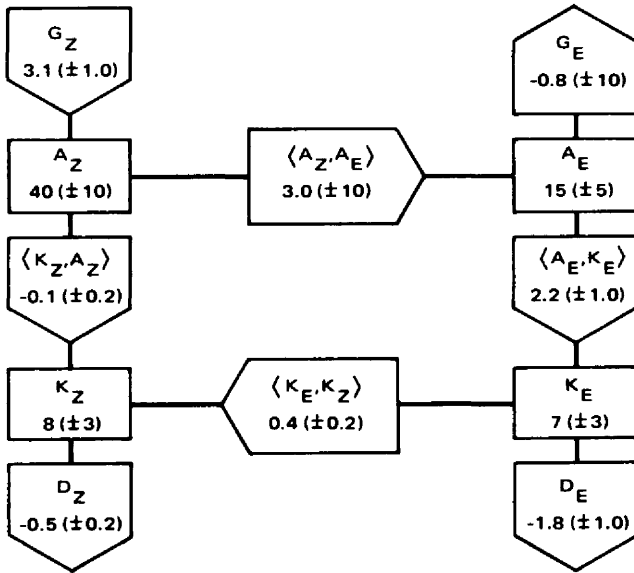 G_Z
3.1 (±1.0)
G_E
-0.8 (±10)
A_Z
40 (±10)
⟨A_Z,A_E⟩
3.0 (±10)
A_E
15 (±5)
⟨K_Z,A_Z⟩
-0.1 (±0.2)
⟨A_E,K_E⟩
2.2 (±1.0)
K_Z
8 (±3)
⟨K_E,K_Z⟩
0.4 (±0.2)
K_E
7 (±3)
D_Z
-0.5 (±0.2)
D_E
-1.8 (±1.0)